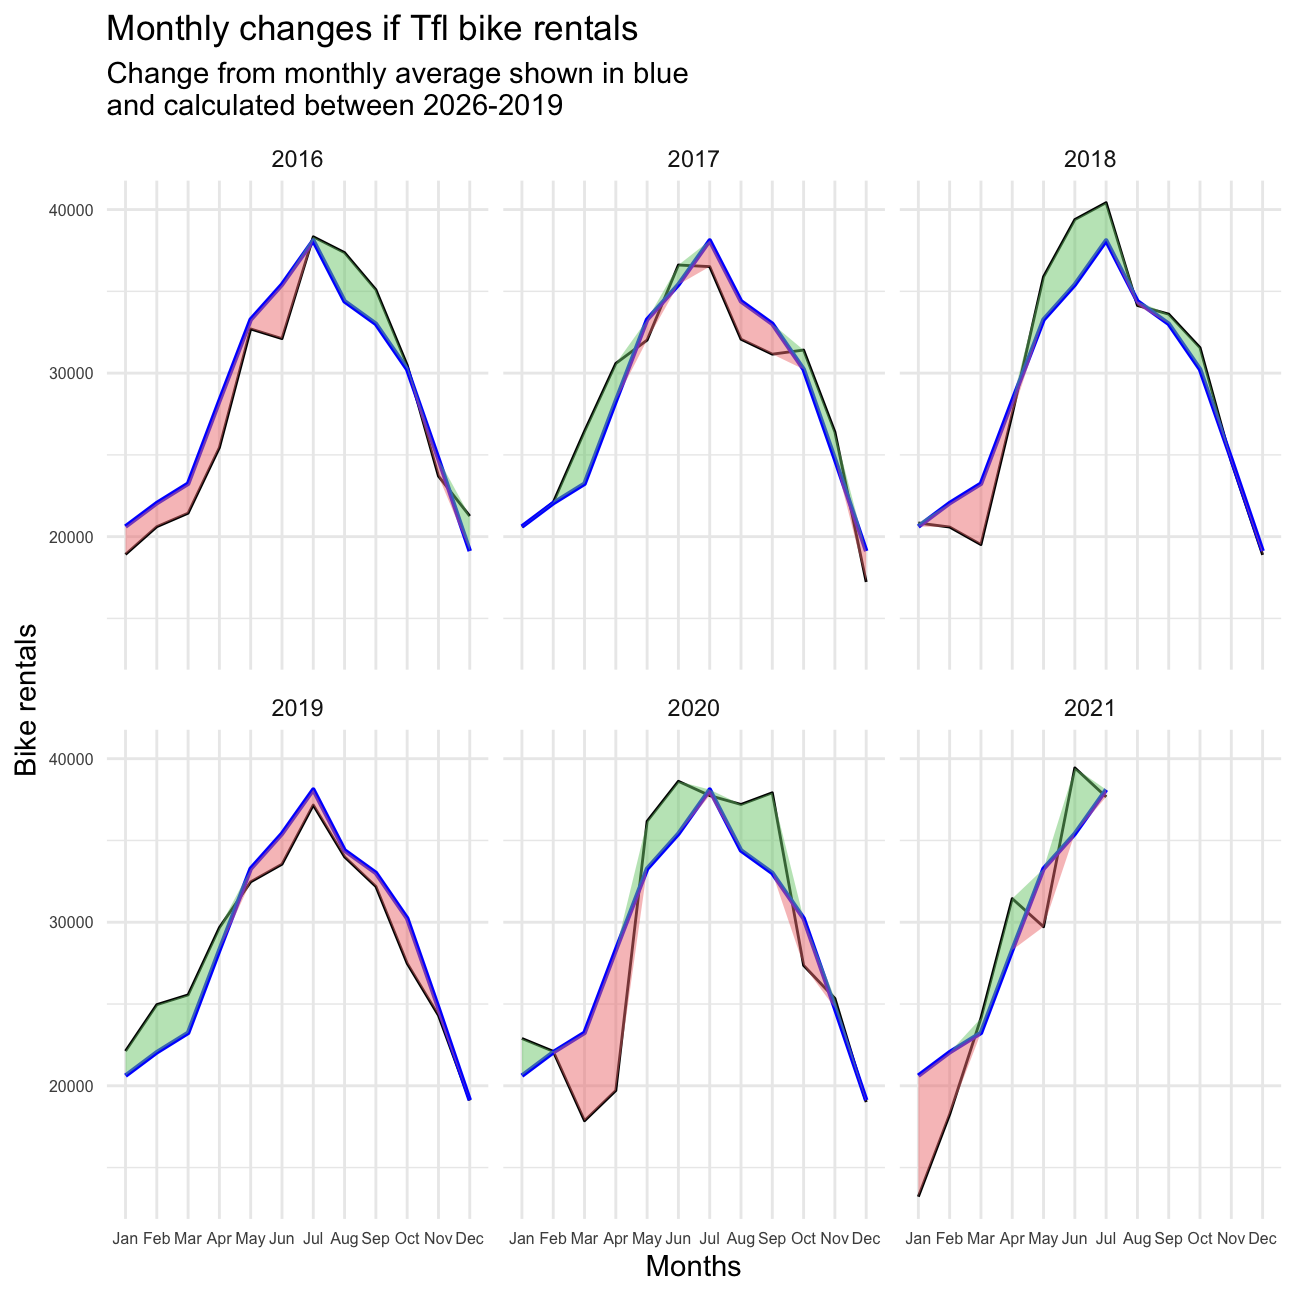 Monthly changes if Tfl bike rentals
Change from monthly average shown in blue
and calculated between 2026-2019
2016
2017
2018
40000
30000
20000
Bike rentals
2019
2020
2021
40000
30000
20000
Jan Feb Mar Apr May Jun Jul Aug Sep Oct Nov Dec
Jan Feb Mar Apr May Jun Jul Aug Sep Oct Nov Dec
Jan Feb Mar Apr May Jun Jul Aug Sep Oct Nov Dec
Months